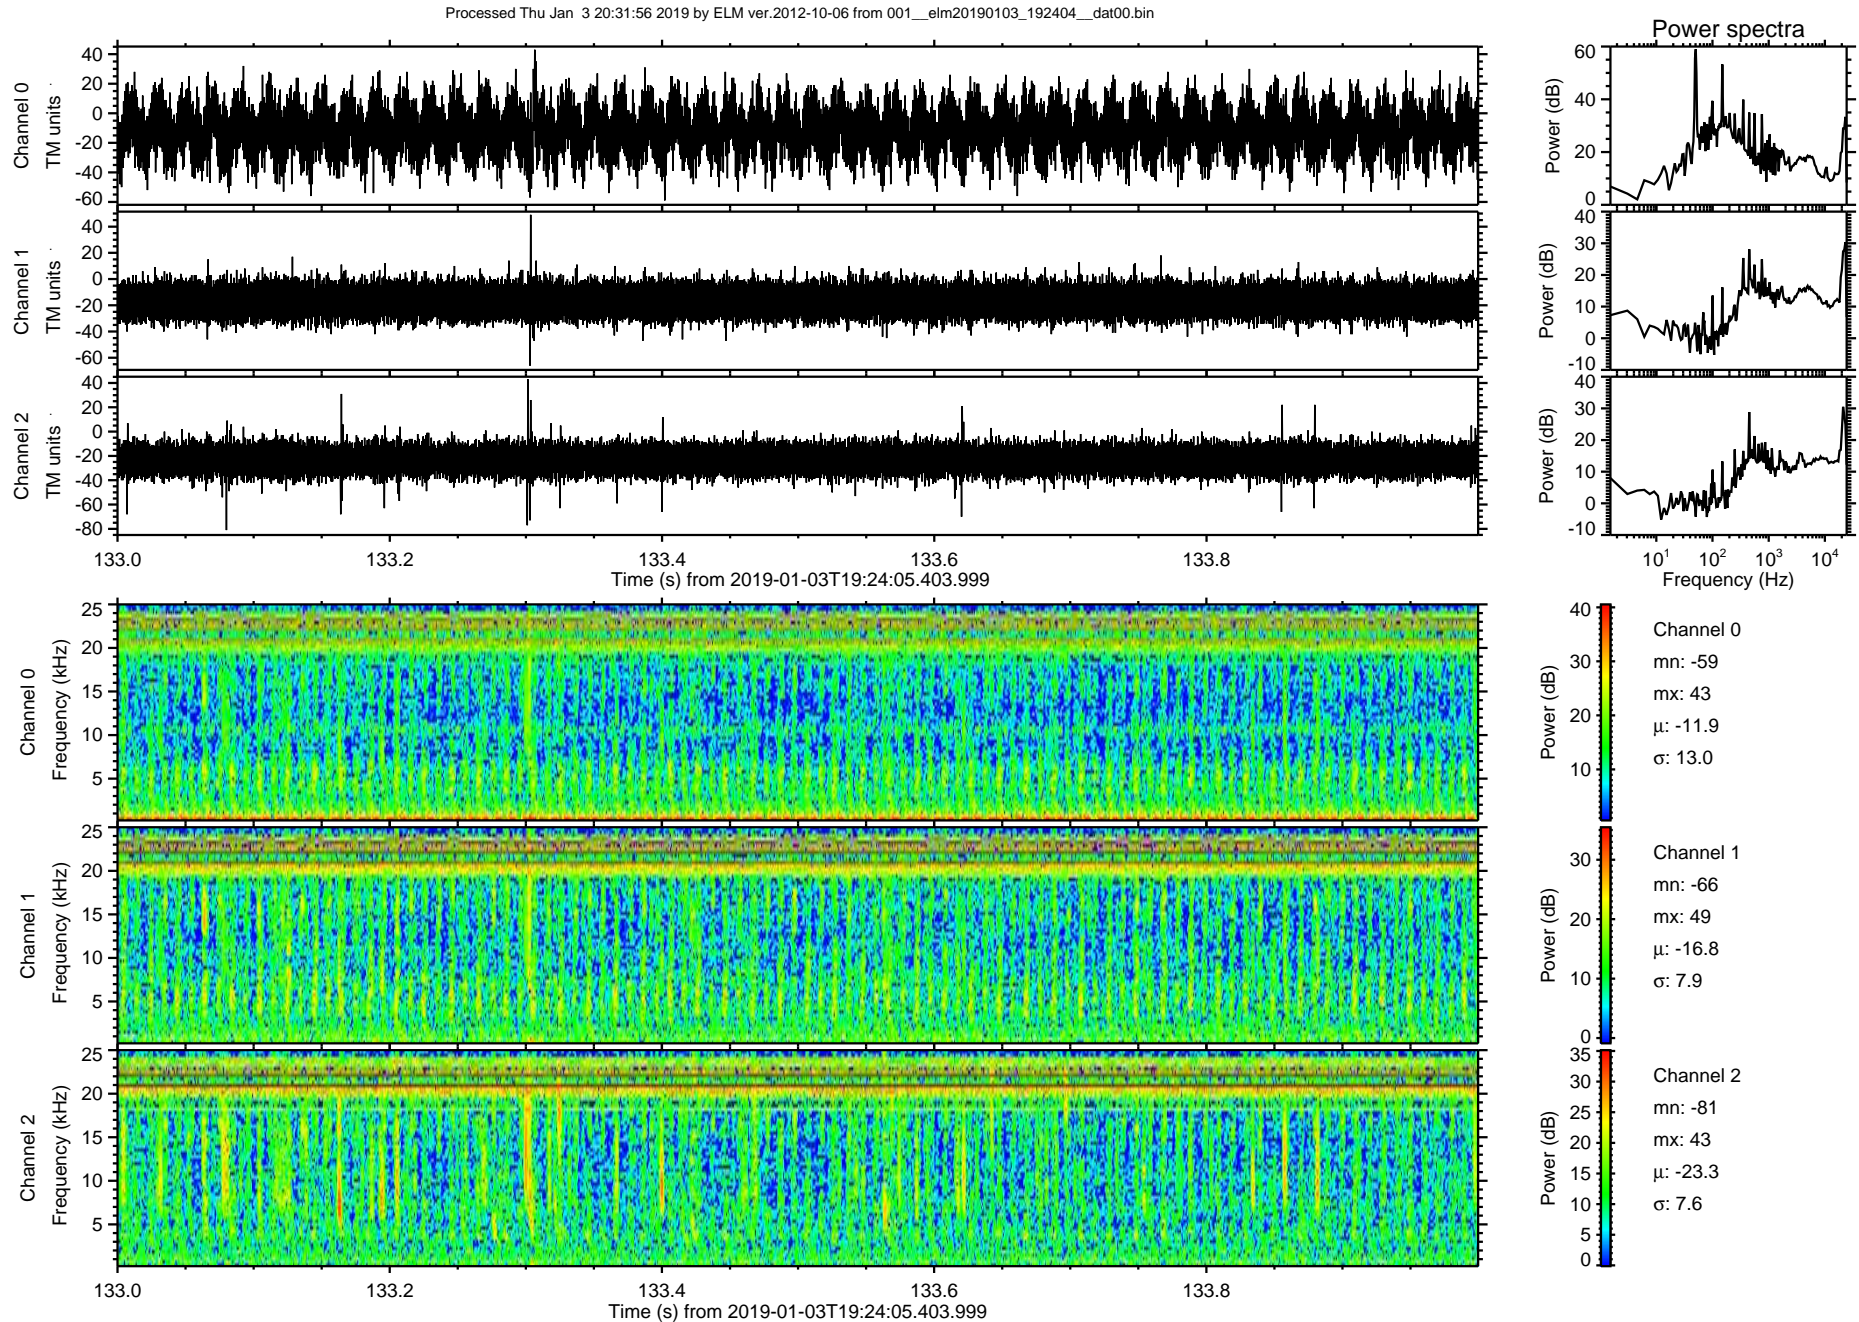 Processed Thu Jan  3 20:31:56 2019 by ELM ver.2012-10-06 from 001__elm20190103_192404__dat00.bin
Power spectra
Channel 0
TM units
40
20
0
-20
-40
-60
Power (dB)
60
40
20
0
Channel 1
TM units
40
20
0
-20
-40
-60
Power (dB)
40
30
20
10
0
-10
Channel 2
TM units
40
20
0
-20
-40
-60
-80
Power (dB)
40
30
20
10
0
-10
133.0 133.2 133.4 133.6 133.8
Time (s) from 2019-01-03T19:24:05.403.999
10¹ 10² 10³ 10⁴
Frequency (Hz)
Channel 0
Frequency (kHz)
25
20
15
10
5
Power (dB)
40
30
20
10
Channel 0
mn: -59
mx: 43
μ: -11.9
σ: 13.0
Channel 1
Frequency (kHz)
25
20
15
10
5
Power (dB)
30
20
10
0
Channel 1
mn: -66
mx: 49
μ: -16.8
σ: 7.9
Channel 2
Frequency (kHz)
25
20
15
10
5
Power (dB)
35
30
25
20
15
10
5
0
Channel 2
mn: -81
mx: 43
μ: -23.3
σ: 7.6
133.0 133.2 133.4 133.6 133.8
Time (s) from 2019-01-03T19:24:05.403.999